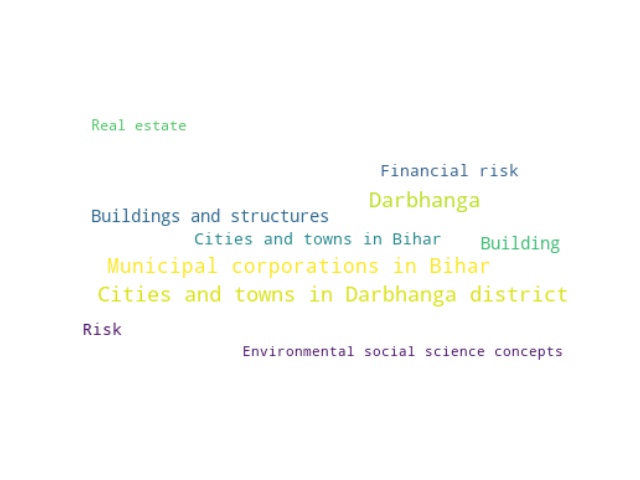 Real estate
Financial risk
Darbhanga
Buildings and structures
Cities and towns in Bihar
Building
Municipal corporations in Bihar
Cities and towns in Darbhanga district
Risk
Environmental social science concepts